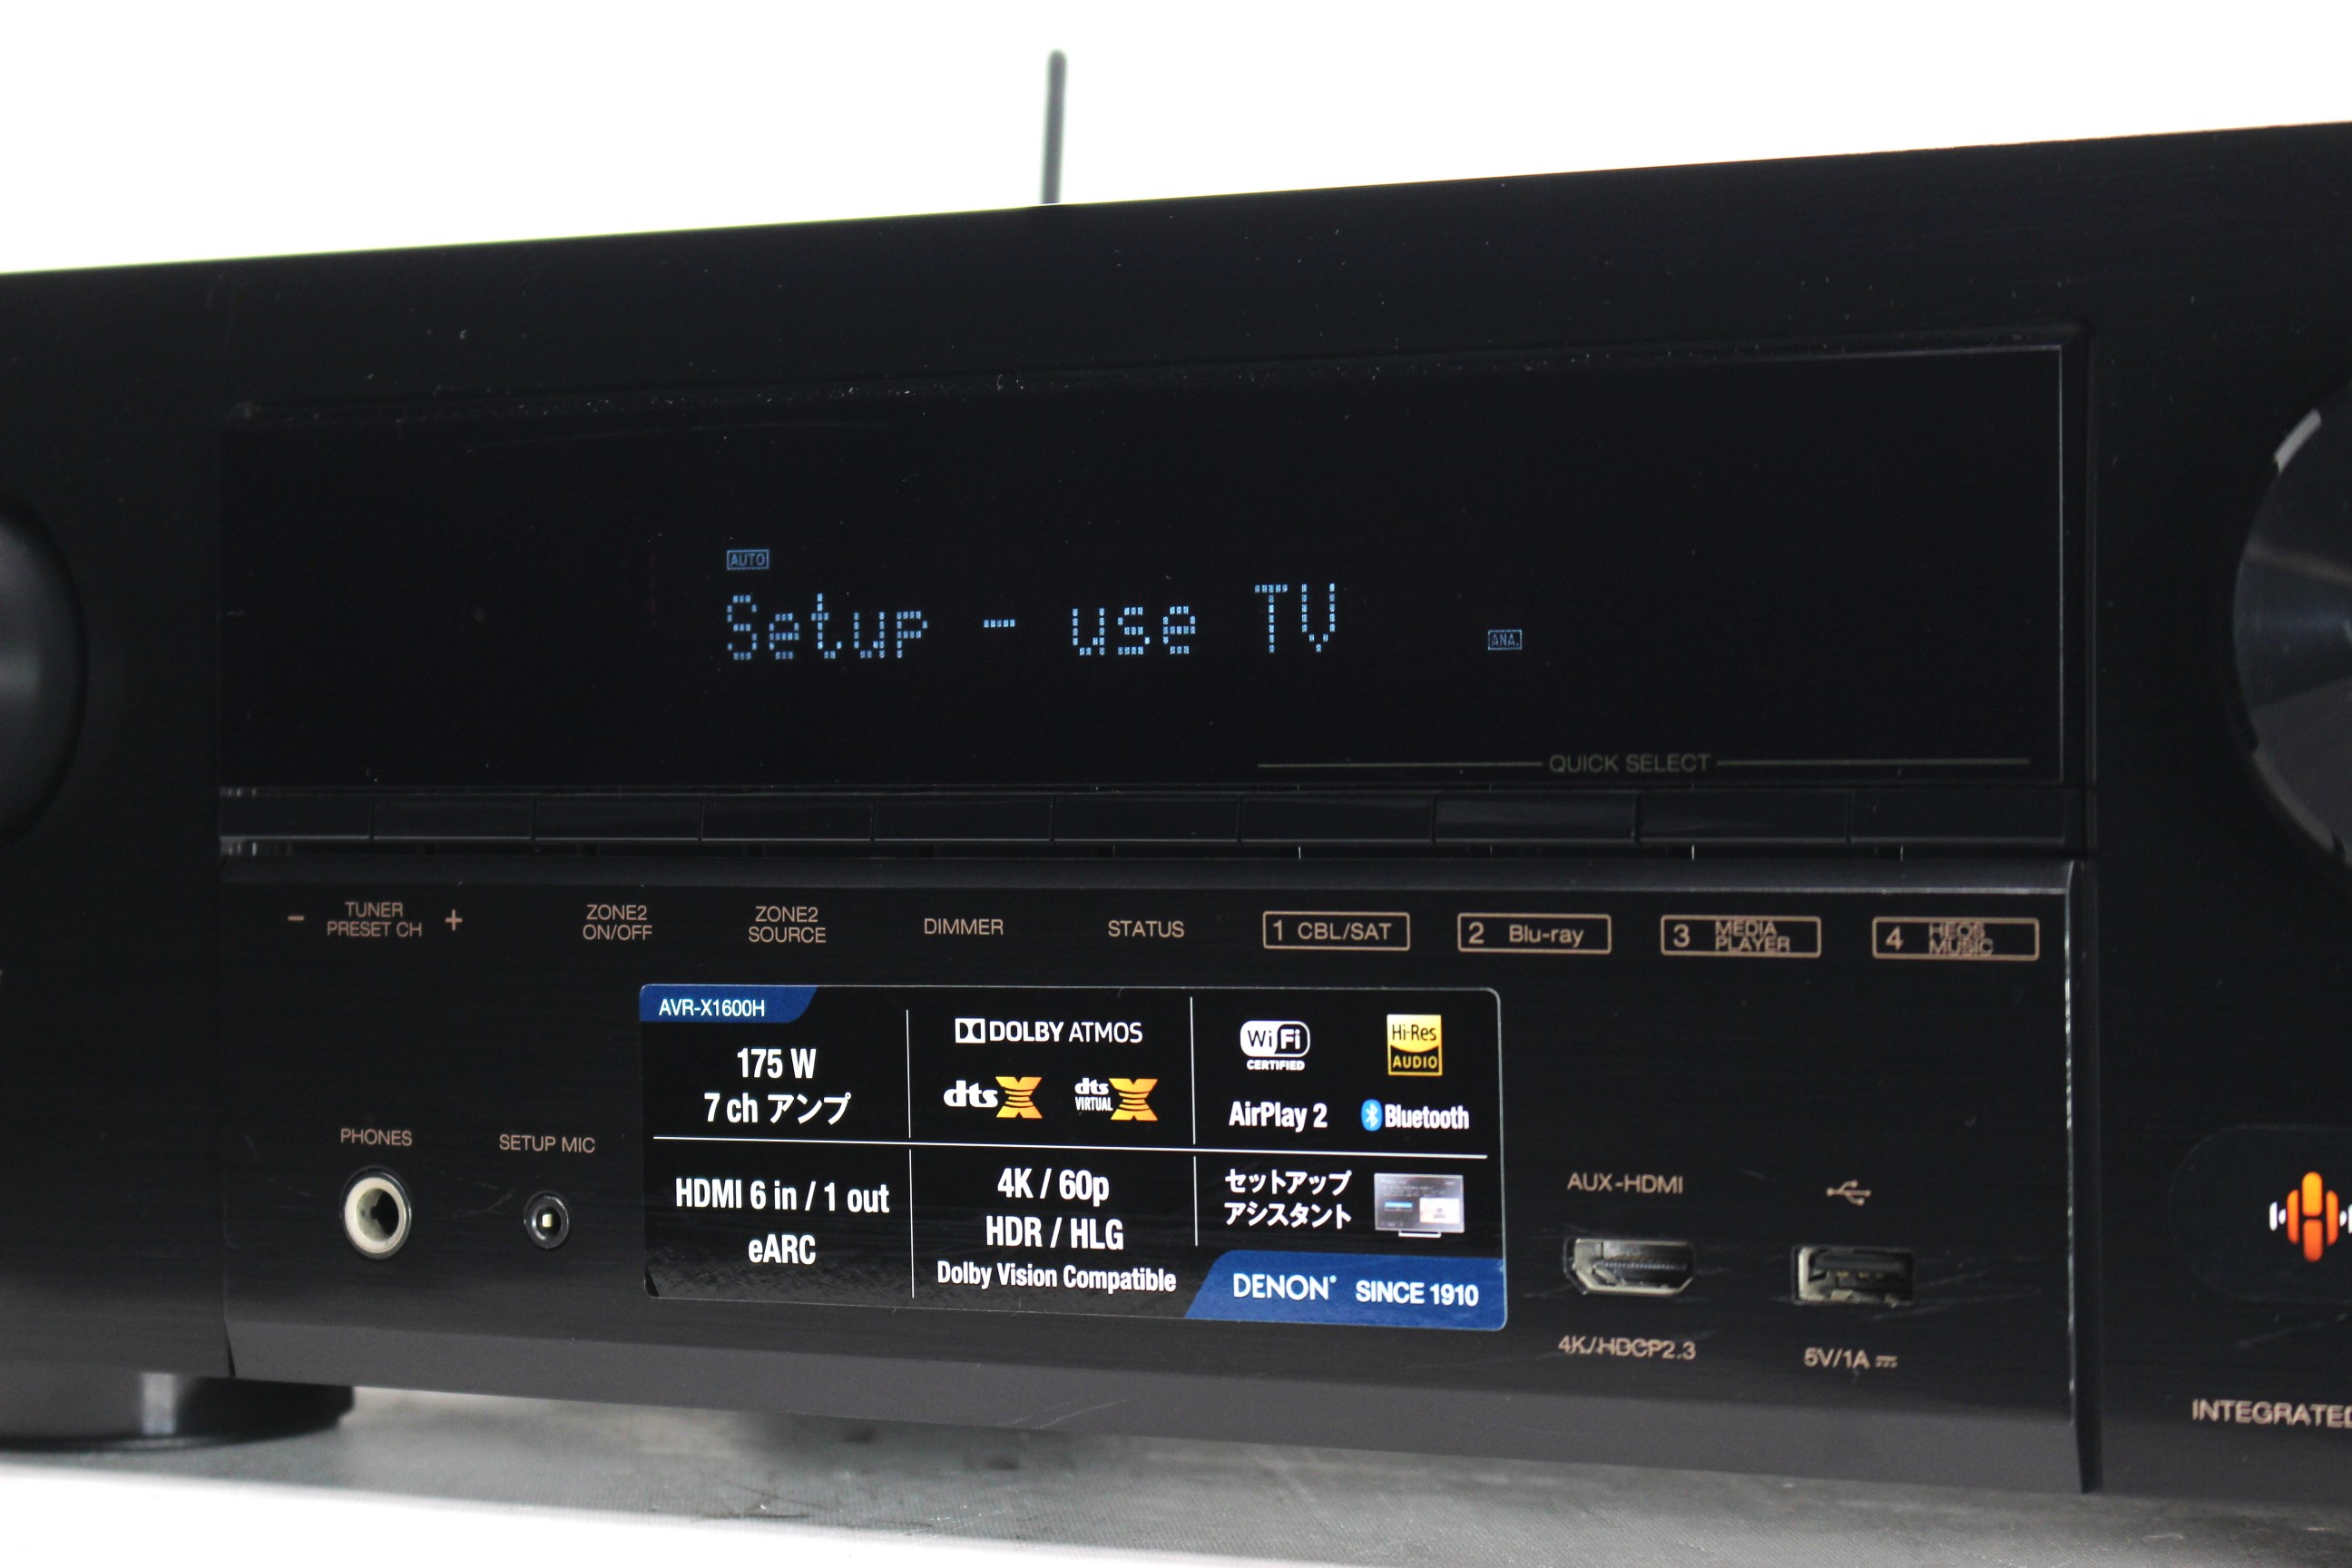 AUTO
Setup - use TV
ANA.
QUICK SELECT
− TUNER PRESET CH +
ZONE2 ON/OFF
ZONE2 SOURCE
DIMMER
STATUS
1 CBL/SAT
2 Blu-ray
3 MEDIA PLAYER
4 HEOS MUSIC
AVR-X1600H
175 W
7 ch アンプ
DOLBY ATMOS
dts X
dts VIRTUAL X
Wi Fi CERTIFIED
Hi-Res AUDIO
AirPlay 2
Bluetooth
HDMI 6 in / 1 out
eARC
4K / 60p
HDR / HLG
Dolby Vision Compatible
セットアップ
アシスタント
DENON SINCE 1910
PHONES
SETUP MIC
AUX-HDMI
4K/HDCP2.3
5V/1A
INTEGRATED